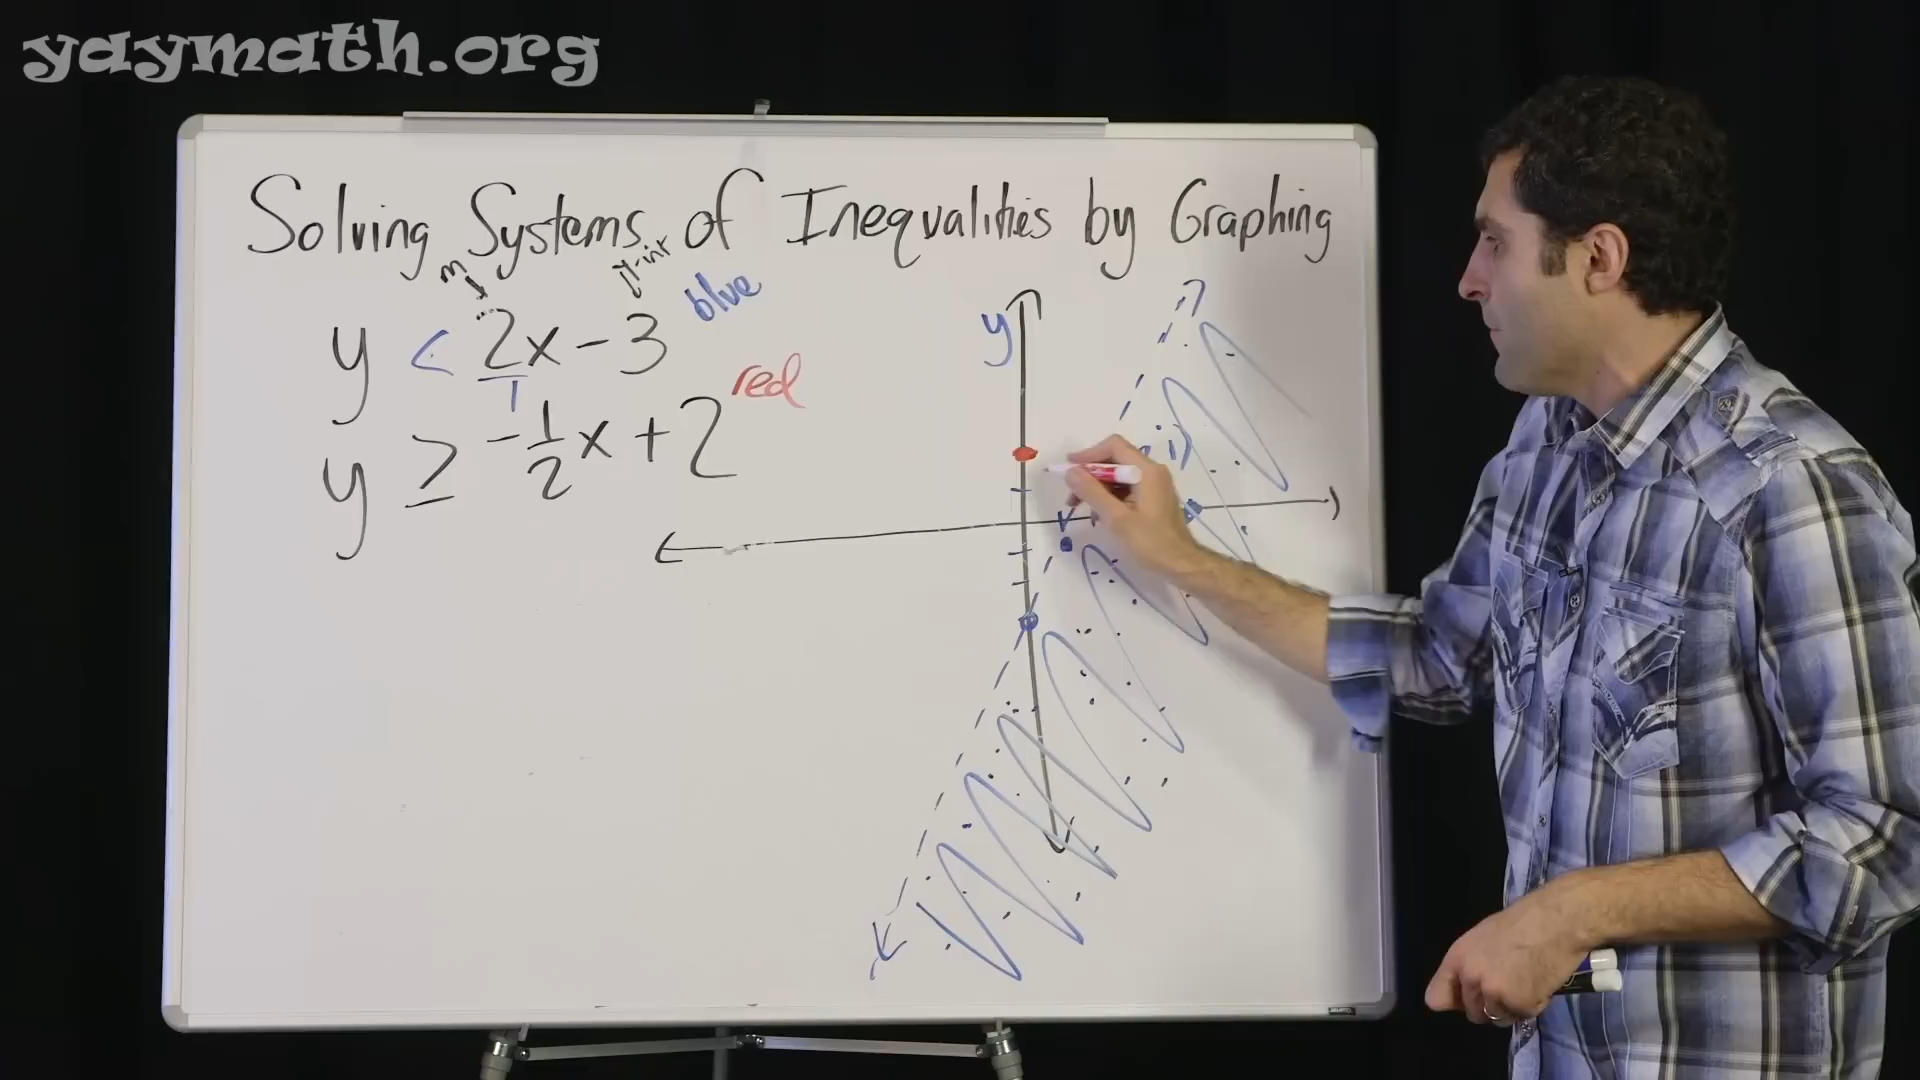 yaymath.org
Solving Systems of Inequalities by Graphing
m y-int
y < 2x - 3 blue
1
y ≥ -1/2x + 2 red
y